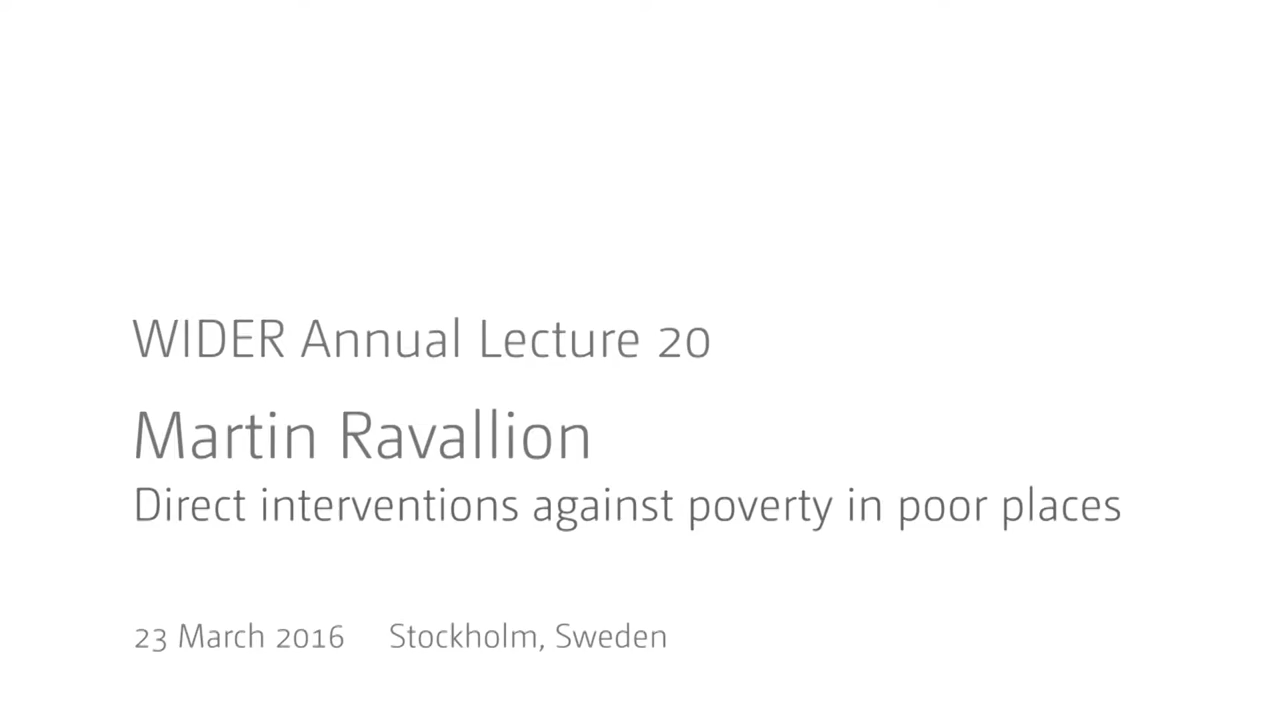 WIDER Annual Lecture 20
Martin Ravallion
Direct interventions against poverty in poor places
23 March 2016 Stockholm, Sweden